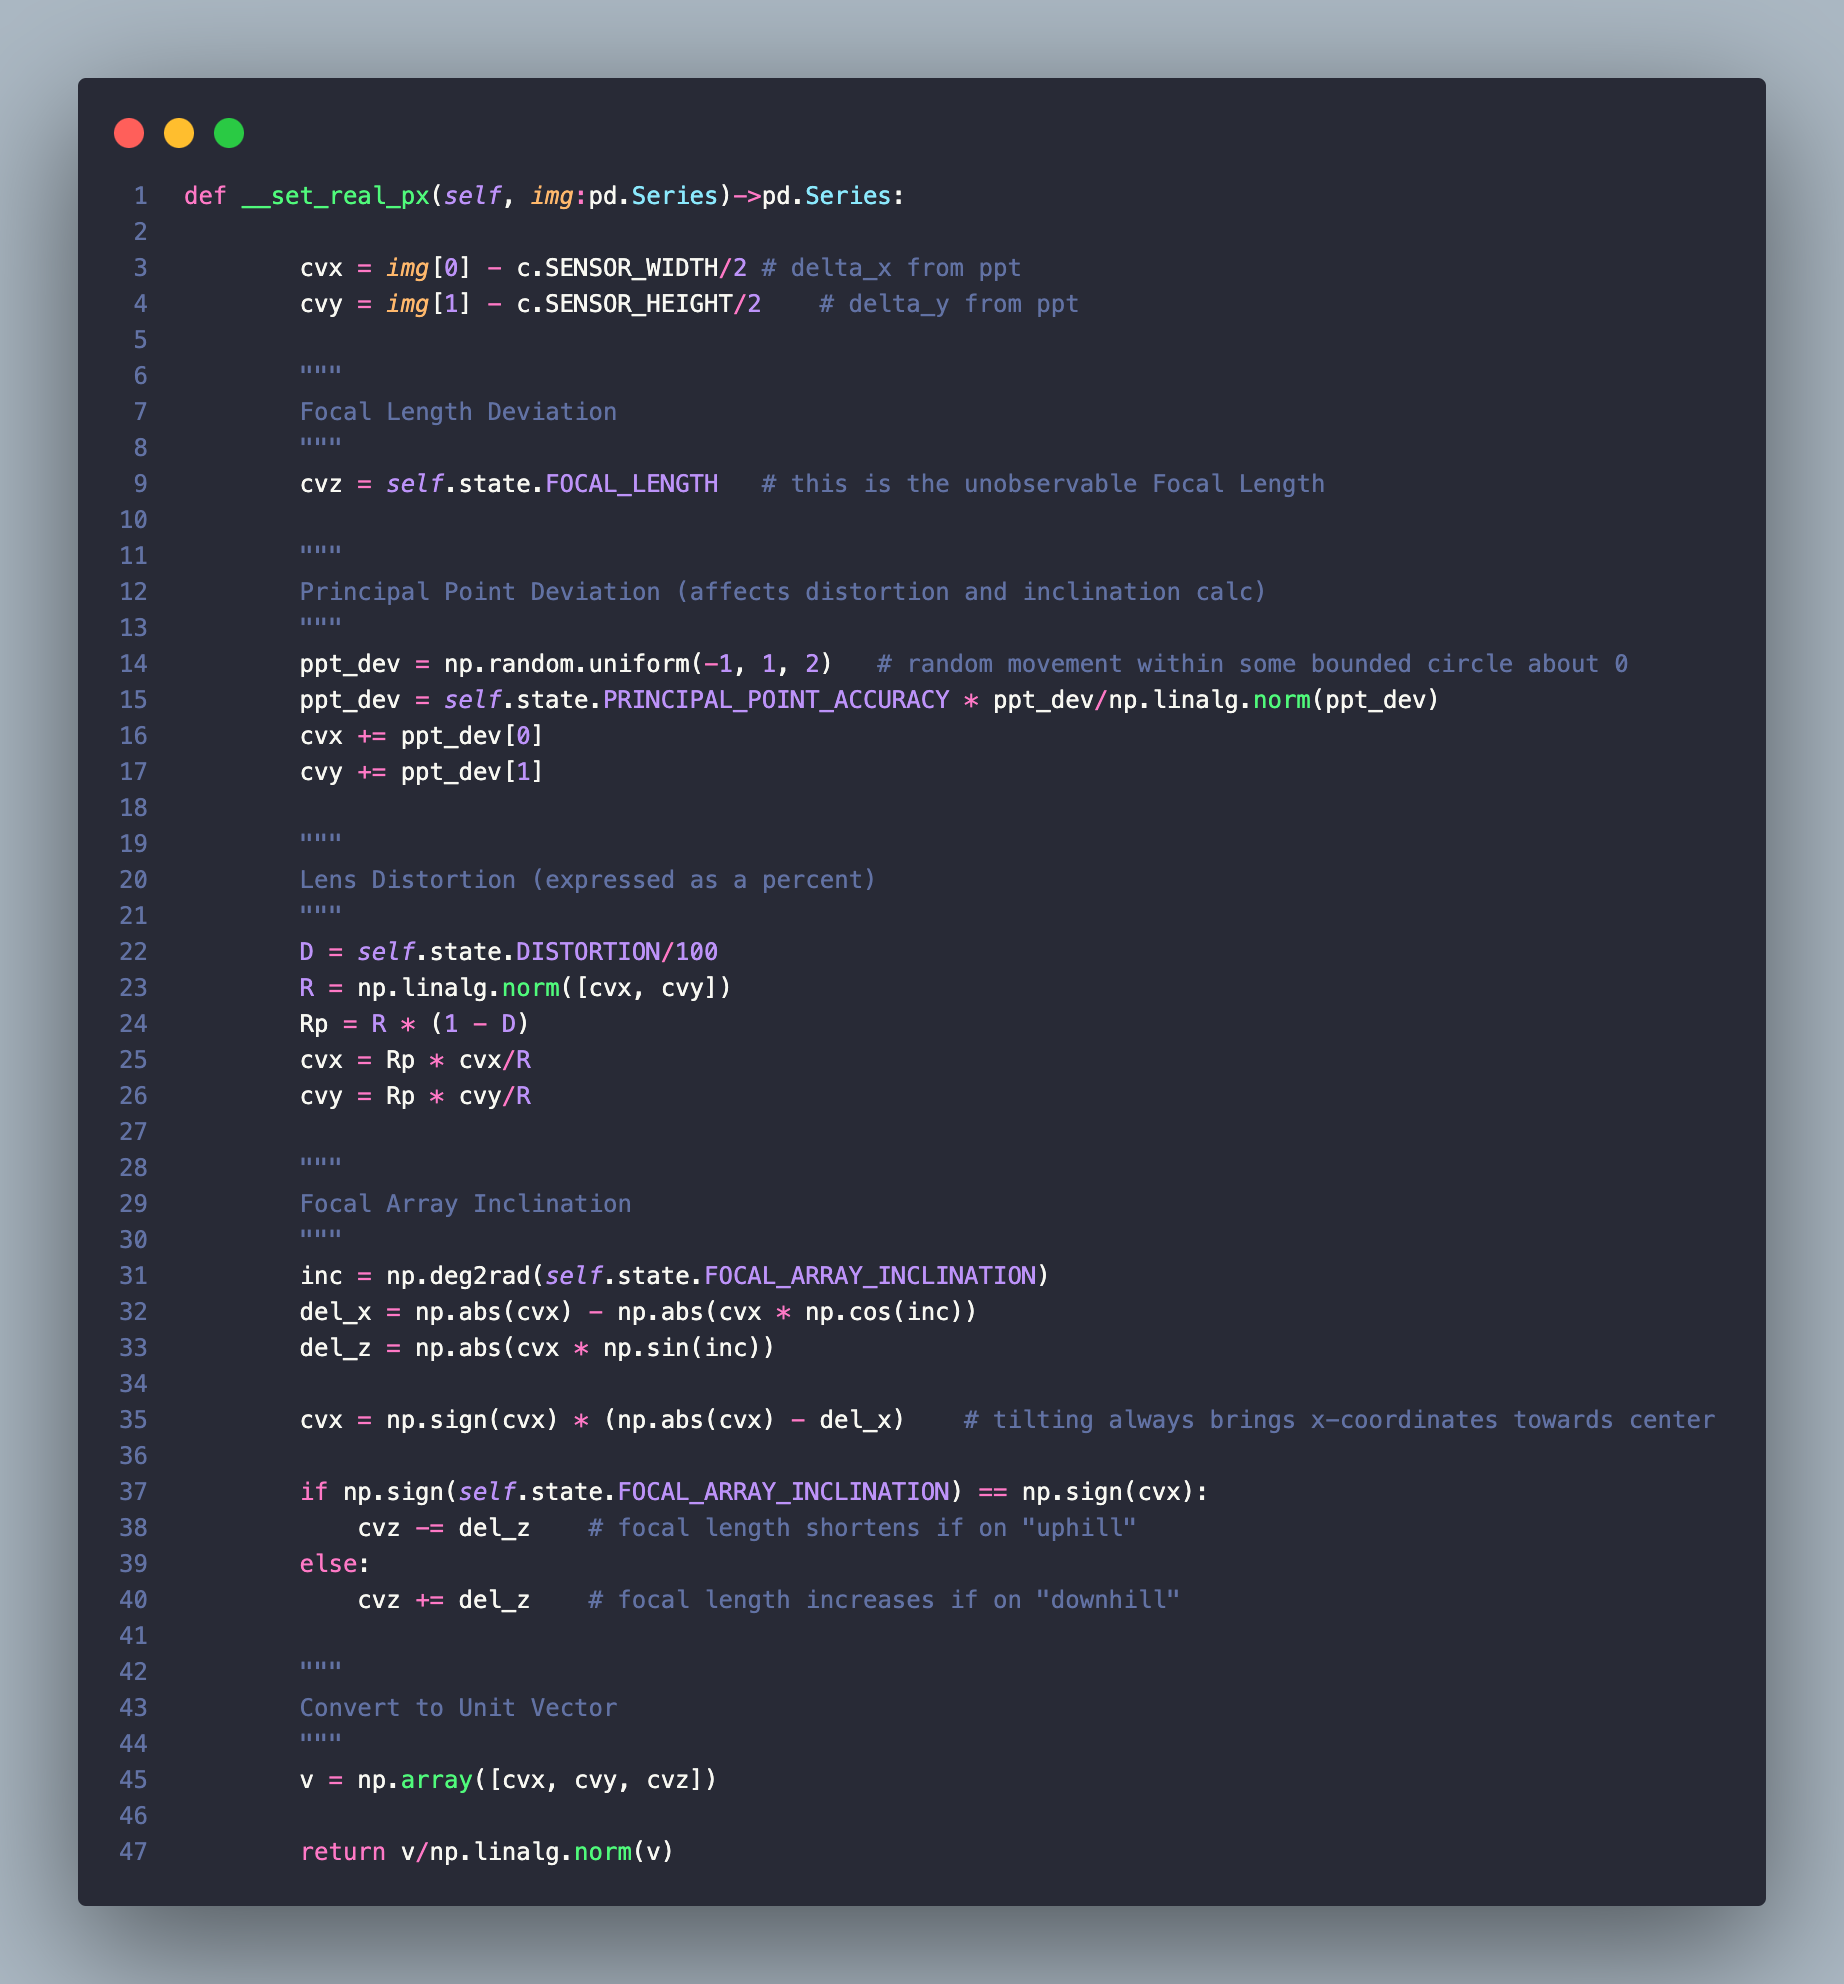 1 def __set_real_px(self, img:pd.Series)->pd.Series:
2
3         cvx = img[0] - c.SENSOR_WIDTH/2 # delta_x from ppt
4         cvy = img[1] - c.SENSOR_HEIGHT/2    # delta_y from ppt
5
6         """
7         Focal Length Deviation
8         """
9         cvz = self.state.FOCAL_LENGTH   # this is the unobservable Focal Length
10
11         """
12         Principal Point Deviation (affects distortion and inclination calc)
13         """
14         ppt_dev = np.random.uniform(-1, 1, 2)   # random movement within some bounded circle about 0
15         ppt_dev = self.state.PRINCIPAL_POINT_ACCURACY * ppt_dev/np.linalg.norm(ppt_dev)
16         cvx += ppt_dev[0]
17         cvy += ppt_dev[1]
18
19         """
20         Lens Distortion (expressed as a percent)
21         """
22         D = self.state.DISTORTION/100
23         R = np.linalg.norm([cvx, cvy])
24         Rp = R * (1 - D)
25         cvx = Rp * cvx/R
26         cvy = Rp * cvy/R
27
28         """
29         Focal Array Inclination
30         """
31         inc = np.deg2rad(self.state.FOCAL_ARRAY_INCLINATION)
32         del_x = np.abs(cvx) - np.abs(cvx * np.cos(inc))
33         del_z = np.abs(cvx * np.sin(inc))
34
35         cvx = np.sign(cvx) * (np.abs(cvx) - del_x)    # tilting always brings x-coordinates towards center
36
37         if np.sign(self.state.FOCAL_ARRAY_INCLINATION) == np.sign(cvx):
38             cvz -= del_z    # focal length shortens if on "uphill"
39         else:
40             cvz += del_z    # focal length increases if on "downhill"
41
42         """
43         Convert to Unit Vector
44         """
45         v = np.array([cvx, cvy, cvz])
46
47         return v/np.linalg.norm(v)